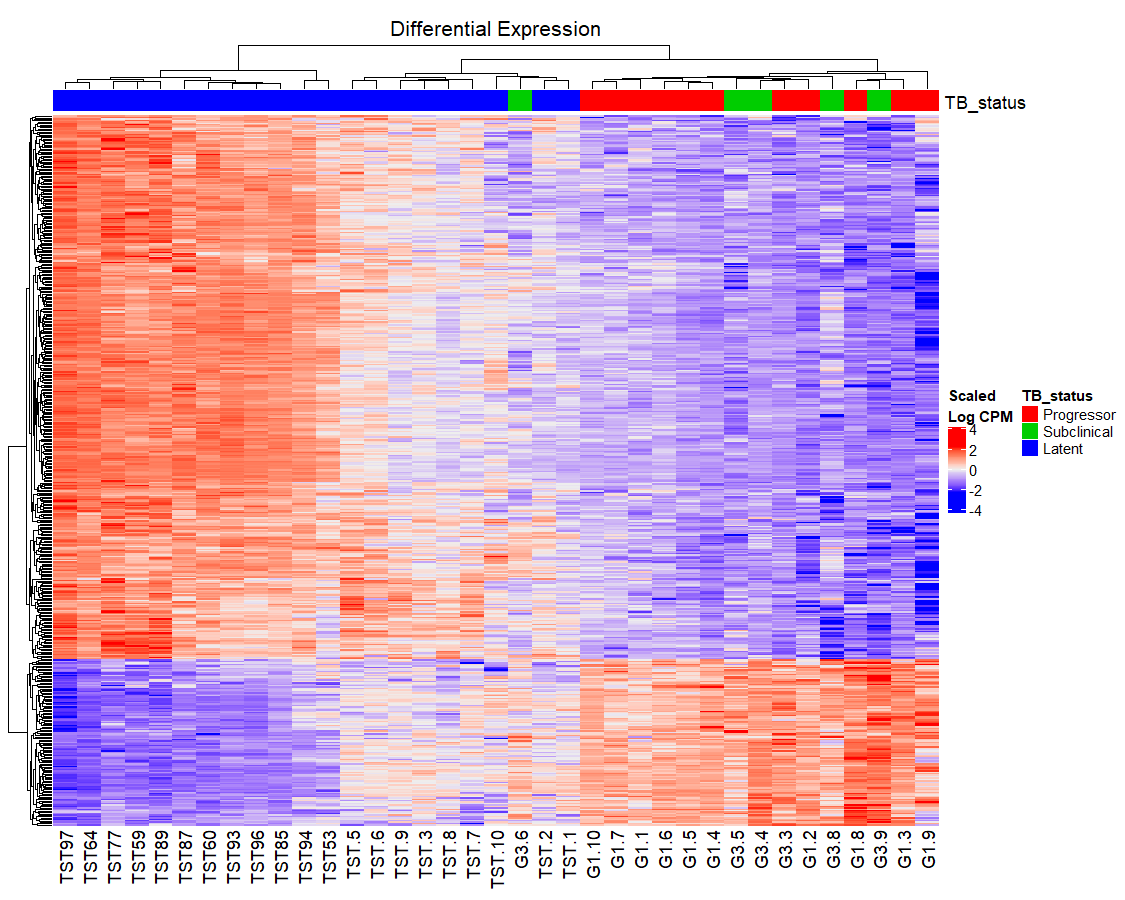 Differential Expression
TB_status
Scaled
Log CPM
4
2
0
-2
-4
TB_status
Progressor
Subclinical
Latent
TST97
TST64
TST77
TST59
TST89
TST87
TST60
TST93
TST96
TST85
TST94
TST53
TST.5
TST.6
TST.9
TST.3
TST.8
TST.7
TST.10
G3.6
TST.2
TST.1
G1.10
G1.7
G1.1
G1.6
G1.5
G1.4
G3.5
G3.4
G3.3
G1.2
G3.8
G1.8
G3.9
G1.3
G1.9